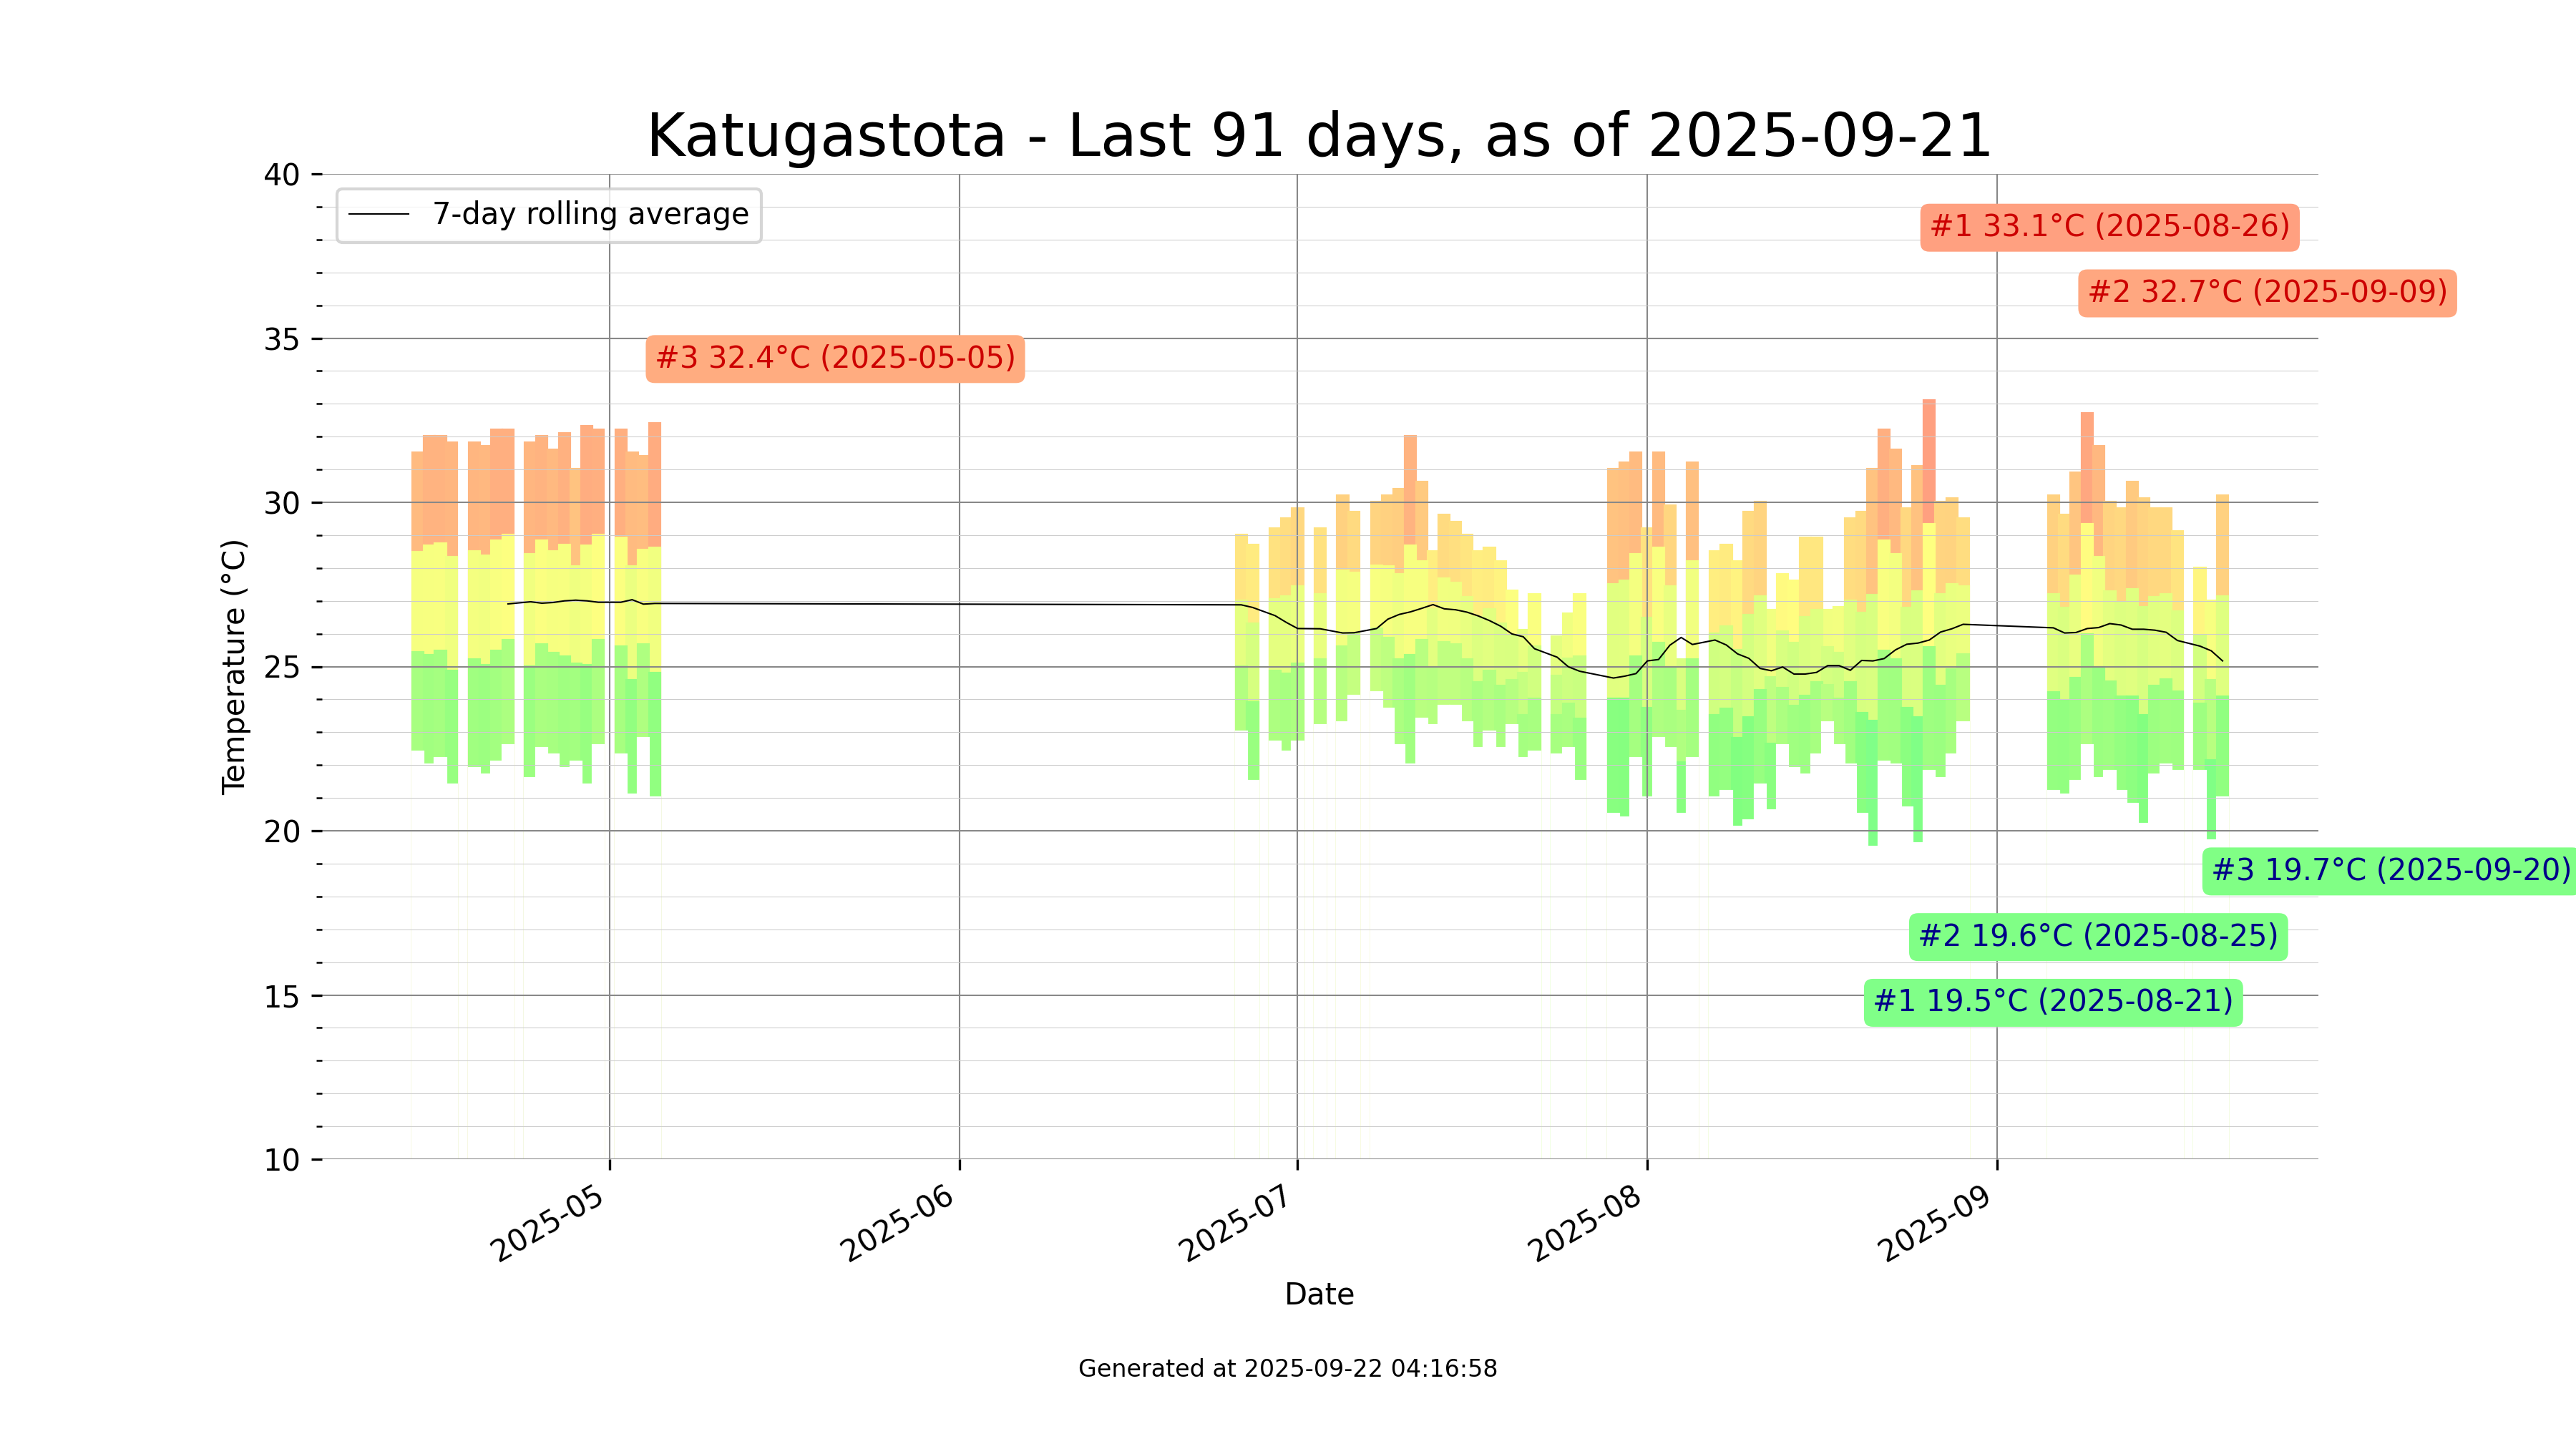 Katugastota - Last 91 days, as of 2025-09-21
40
7-day rolling average
#1 33.1°C (2025-08-26)
#2 32.7°C (2025-09-09)
35
#3 32.4°C (2025-05-05)
30
Temperature (°C)
25
20
#3 19.7°C (2025-09-20)
#2 19.6°C (2025-08-25)
15
#1 19.5°C (2025-08-21)
10
2025-05
2025-06
2025-07
2025-08
2025-09
Date
Generated at 2025-09-22 04:16:58